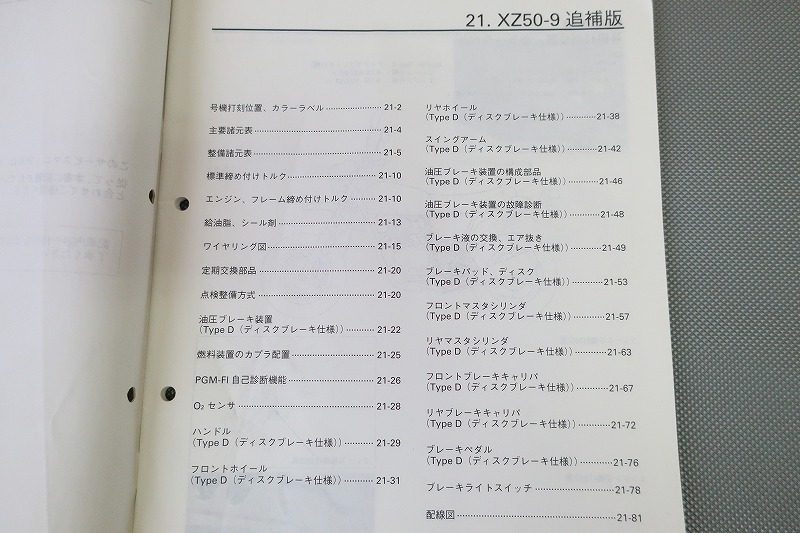 21. XZ50-9 追補版
号機打刻位置、カラーラベル 21-2
主要諸元表 21-4
整備諸元表 21-5
標準締め付けトルク 21-10
エンジン、フレーム締め付けトルク 21-10
給油脂、シール剤 21-13
ワイヤリング図 21-15
定期交換部品 21-20
点検整備方式 21-20
油圧ブレーキ装置
(Type D（ディスクブレーキ仕様）) 21-22
燃料装置のカプラ配置 21-25
PGM-FI 自己診断機能 21-26
O₂ センサ 21-28
ハンドル
(Type D（ディスクブレーキ仕様）) 21-29
フロントホイール
(Type D（ディスクブレーキ仕様）) 21-31
リヤホイール
(Type D（ディスクブレーキ仕様）) 21-38
スイングアーム
(Type D（ディスクブレーキ仕様）) 21-42
油圧ブレーキ装置の構成部品
(Type D（ディスクブレーキ仕様）) 21-46
油圧ブレーキ装置の故障診断
(Type D（ディスクブレーキ仕様）) 21-48
ブレーキ液の交換、エア抜き
(Type D（ディスクブレーキ仕様）) 21-49
ブレーキパッド、ディスク
(Type D（ディスクブレーキ仕様）) 21-53
フロントマスタシリンダ
(Type D（ディスクブレーキ仕様）) 21-57
リヤマスタシリンダ
(Type D（ディスクブレーキ仕様）) 21-63
フロントブレーキキャリパ
(Type D（ディスクブレーキ仕様）) 21-67
リヤブレーキキャリパ
(Type D（ディスクブレーキ仕様）) 21-72
ブレーキペダル
(Type D（ディスクブレーキ仕様）) 21-76
ブレーキライトスイッチ 21-78
配線図 21-81